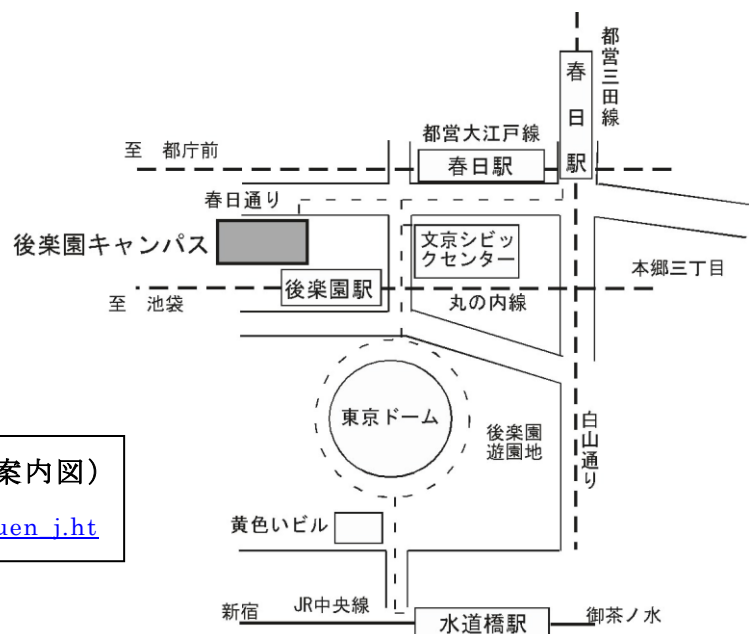 都営三田線
春日駅
都営大江戸線
至　都庁前
春日駅
春日通り
後楽園キャンパス
文京シビッ
クセンター
本郷三丁目
後楽園駅
至　池袋
丸の内線
東京ドーム
後楽園
遊園地
白山通り
案内図）
uen_j.ht
黄色いビル
新宿
JR中央線
水道橋駅
御茶ノ水